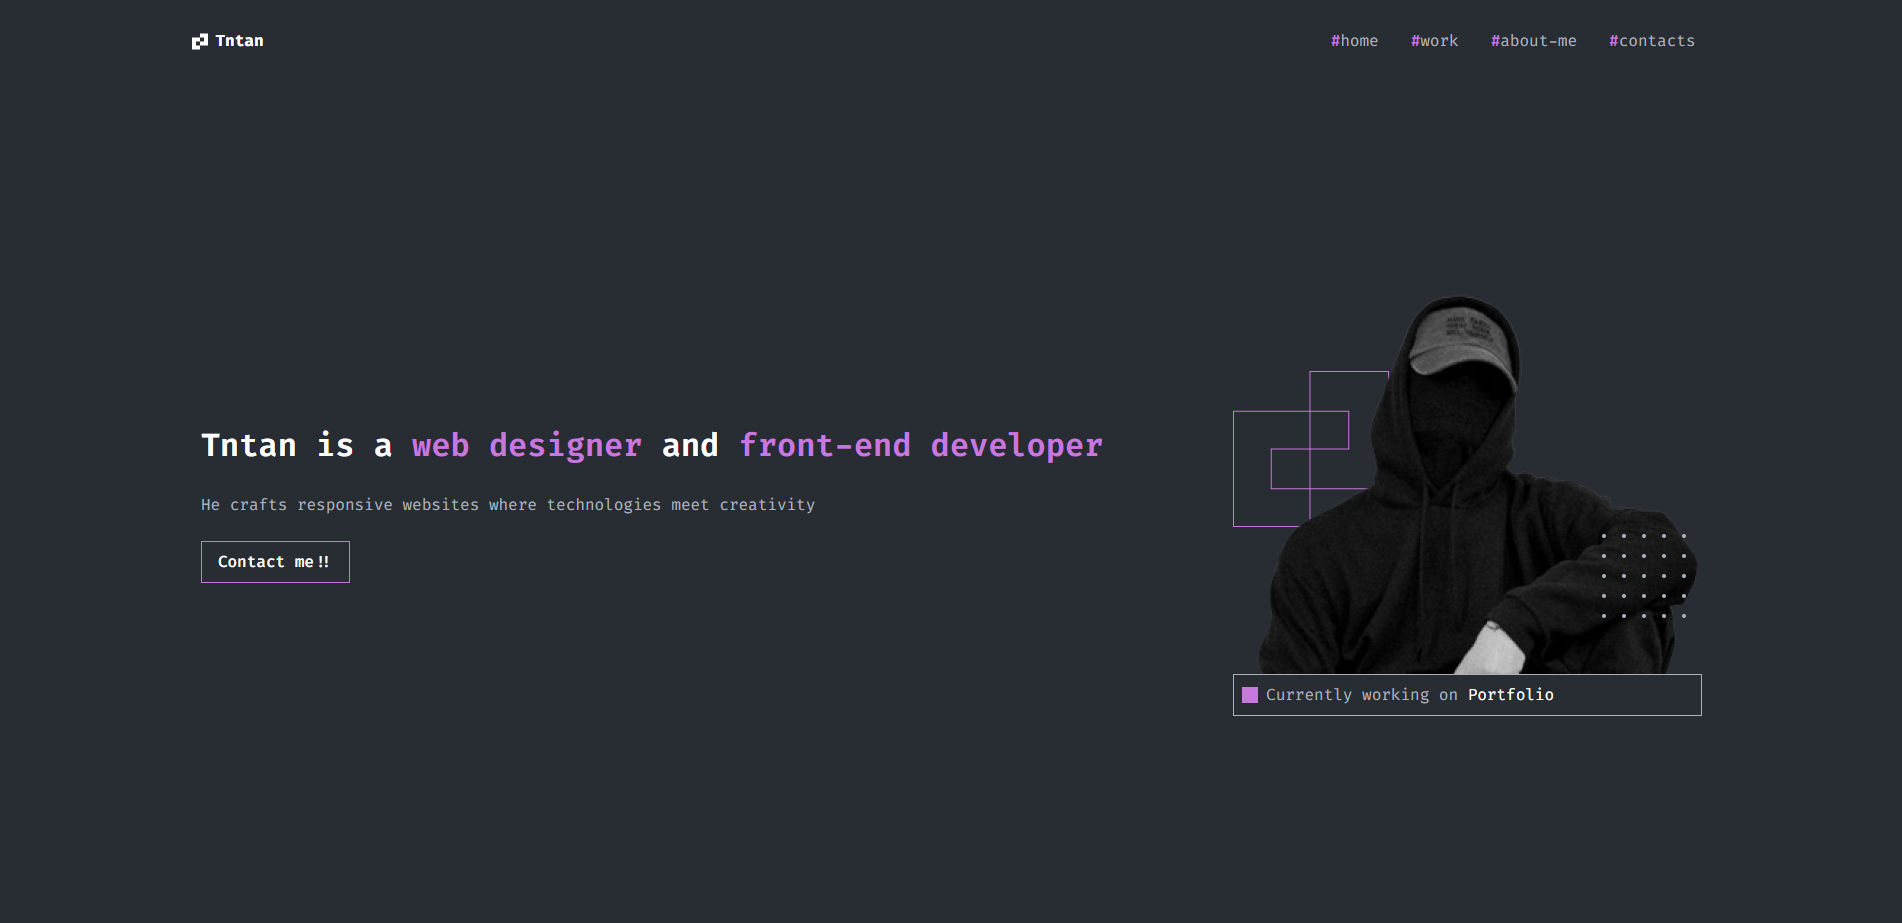 Tntan
#home #work #about-me #contacts
Tntan is a web designer and front-end developer
He crafts responsive websites where technologies meet creativity
Contact me!!
Currently working on Portfolio